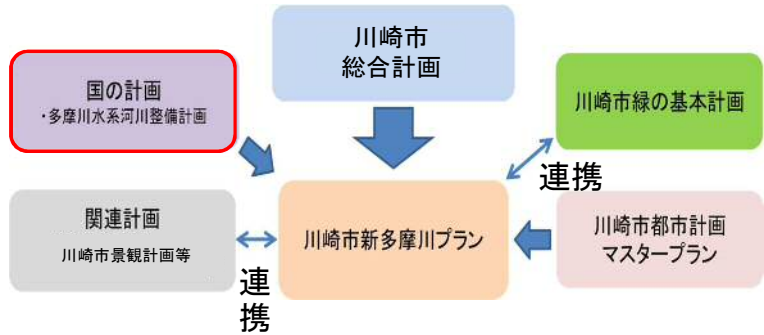 川崎市
総合計画
国の計画
・多摩川水系河川整備計画
川崎市緑の基本計画
連携
関連計画
川崎市景観計画等
川崎市新多摩川プラン
川崎市都市計画
マスタープラン
連
携